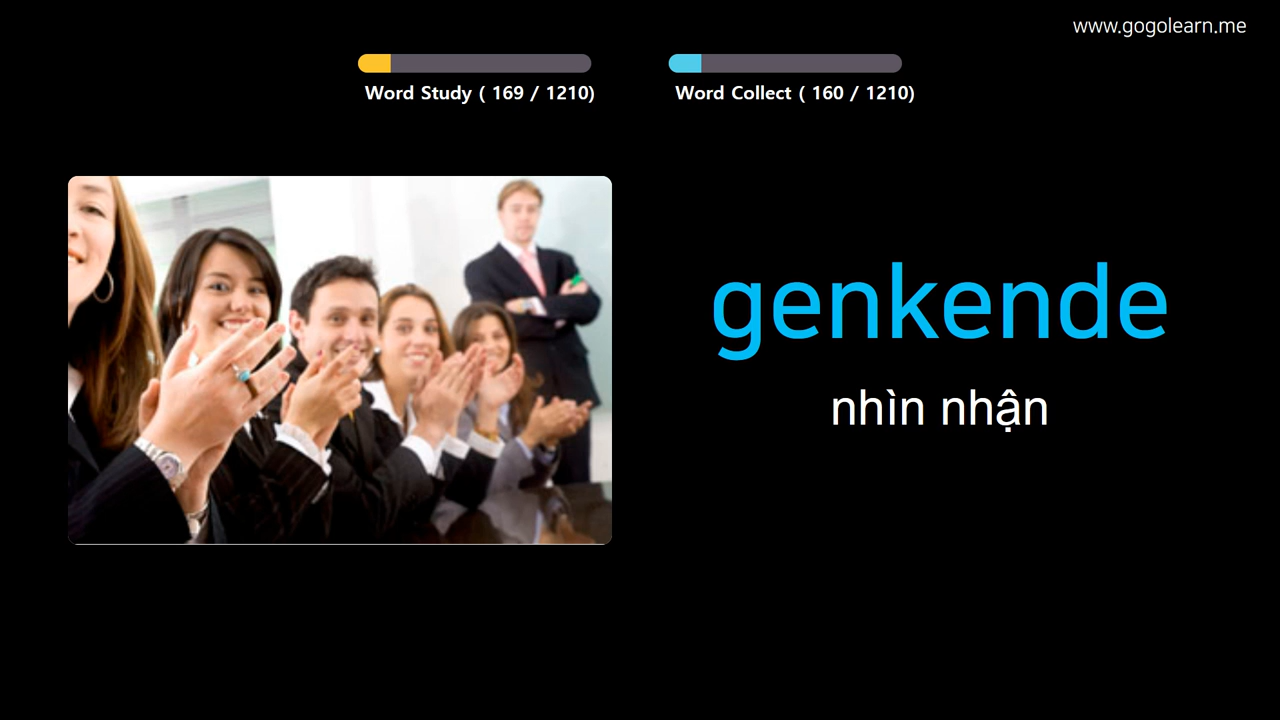 www.gogolearn.me
Word Study ( 169 / 1210)
Word Collect ( 160 / 1210)
genkende
nhìn nhận